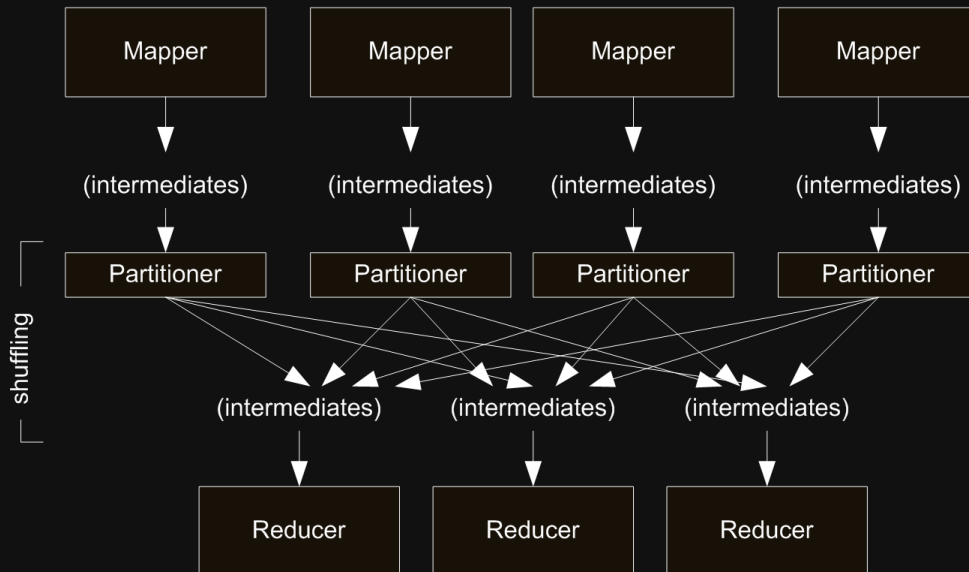 Mapper
Mapper
Mapper
Mapper
(intermediates)
(intermediates)
(intermediates)
(intermediates)
Partitioner
Partitioner
Partitioner
Partitioner
shuffling
(intermediates)
(intermediates)
(intermediates)
Reducer
Reducer
Reducer